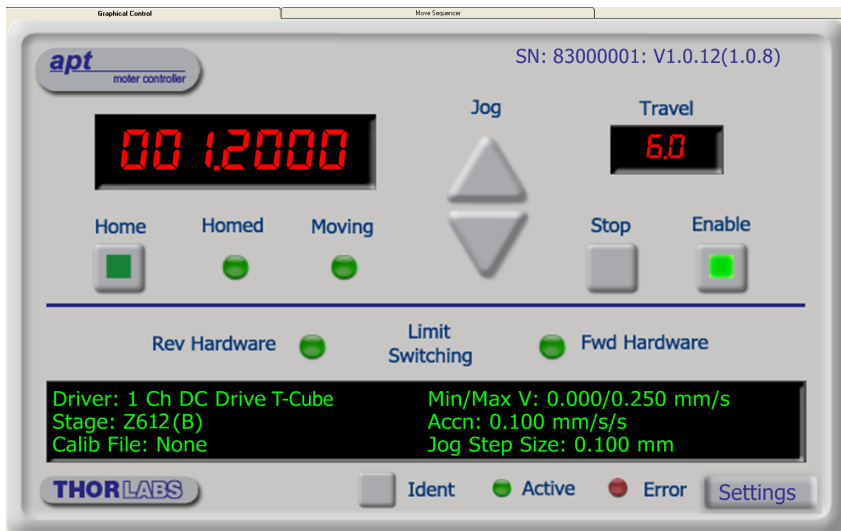 Graphical Control
Move Sequencer
apt
moter controller
SN: 83000001: V1.0.12(1.0.8)
Jog
Travel
001.2000
6.0
Home
Homed
Moving
Stop
Enable
Rev Hardware
Limit
Switching
Fwd Hardware
Driver: 1 Ch DC Drive T-Cube
Stage: Z612(B)
Calib File: None
Min/Max V: 0.000/0.250 mm/s
Accn: 0.100 mm/s/s
Jog Step Size: 0.100 mm
THORLABS
Ident
Active
Error
Settings